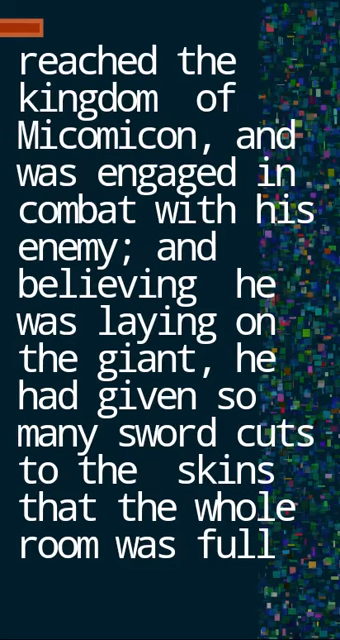 reached the
kingdom  of
Micomicon, and
was engaged in
combat with his
enemy; and
believing  he
was laying on
the giant, he
had given so
many sword cuts
to the  skins
that the whole
room was full